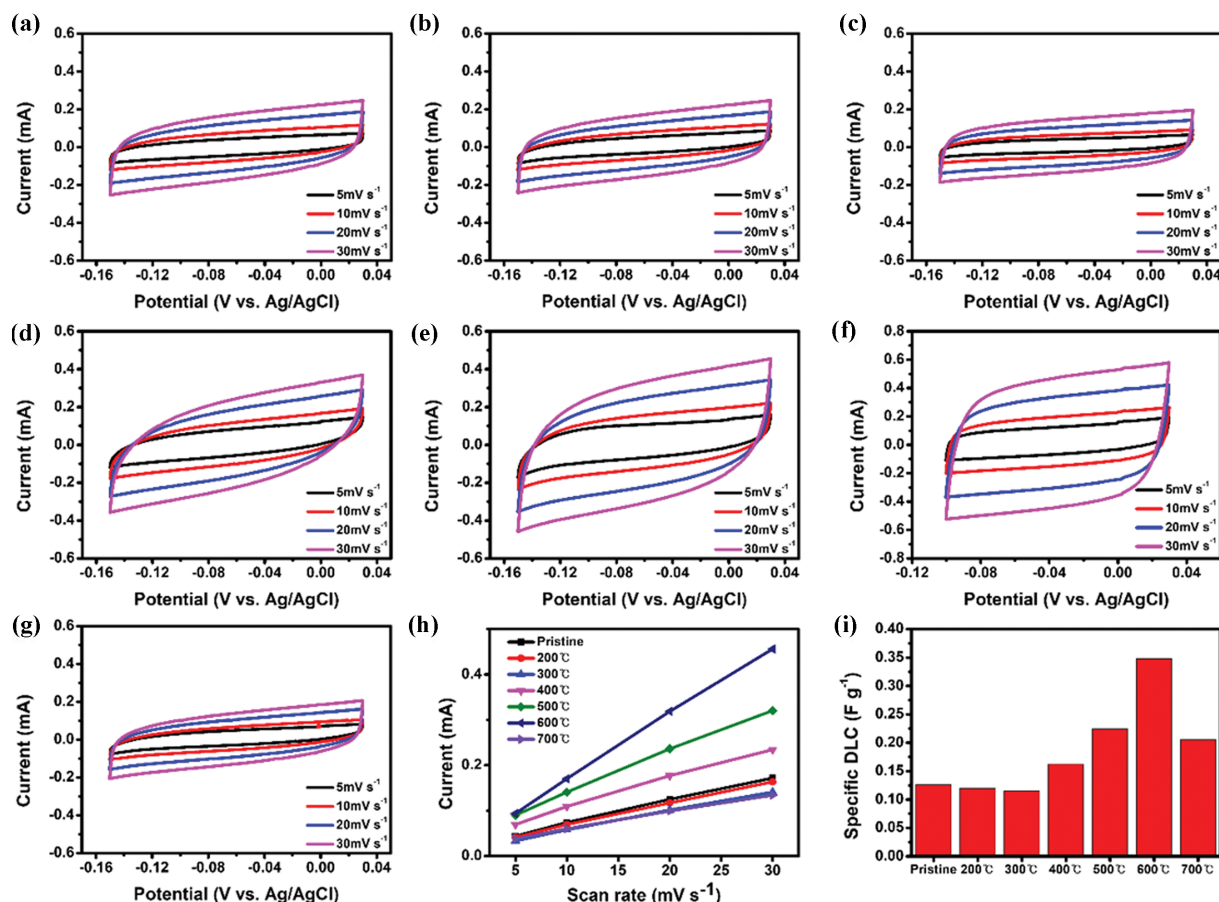 (a)
0.6
0.4
0.2
0.0
-0.2
-0.4
-0.6
Current (mA)
5mV s-1
10mV s-1
20mV s-1
30mV s-1
-0.16 -0.12 -0.08 -0.04 0.00 0.04
Potential (V vs. Ag/AgCl)
(b)
0.6
0.4
0.2
0.0
-0.2
-0.4
-0.6
Current (mA)
5mV s-1
10mV s-1
20mV s-1
30mV s-1
-0.16 -0.12 -0.08 -0.04 0.00 0.04
Potential (V vs. Ag/AgCl)
(c)
0.6
0.4
0.2
0.0
-0.2
-0.4
-0.6
Current (mA)
5mV s-1
10mV s-1
20mV s-1
30mV s-1
-0.16 -0.12 -0.08 -0.04 0.00 0.04
Potential (V vs. Ag/AgCl)
(d)
0.6
0.4
0.2
0.0
-0.2
-0.4
-0.6
Current (mA)
5mV s-1
10mV s-1
20mV s-1
30mV s-1
-0.16 -0.12 -0.08 -0.04 0.00 0.04
Potential (V vs. Ag/AgCl)
(e)
0.6
0.4
0.2
0.0
-0.2
-0.4
-0.6
Current (mA)
5mV s-1
10mV s-1
20mV s-1
30mV s-1
-0.16 -0.12 -0.08 -0.04 0.00 0.04
Potential (V vs. Ag/AgCl)
(f)
0.8
0.6
0.4
0.2
0.0
-0.2
-0.4
-0.6
-0.8
Current (mA)
5mV s-1
10mV s-1
20mV s-1
30mV s-1
-0.12 -0.08 -0.04 0.00 0.04
Potential (V vs. Ag/AgCl)
(g)
0.6
0.4
0.2
0.0
-0.2
-0.4
-0.6
Current (mA)
5mV s-1
10mV s-1
20mV s-1
30mV s-1
-0.16 -0.12 -0.08 -0.04 0.00 0.04
Potential (V vs. Ag/AgCl)
(h)
0.4
0.2
0.0
Current (mA)
Pristine
200℃
300℃
400℃
500℃
600℃
700℃
5 10 15 20 25 30
Scan rate (mV s-1)
(i)
0.40
0.35
0.30
0.25
0.20
0.15
0.10
0.05
0.00
Specific DLC (F g-1)
Pristine 200℃ 300℃ 400℃ 500℃ 600℃ 700℃